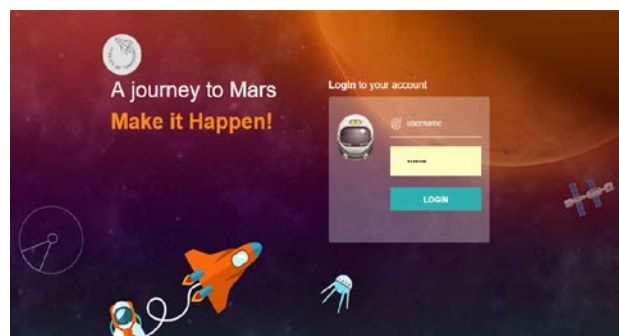 A journey to Mars
Make it Happen!
Login to your account
username
LOGIN